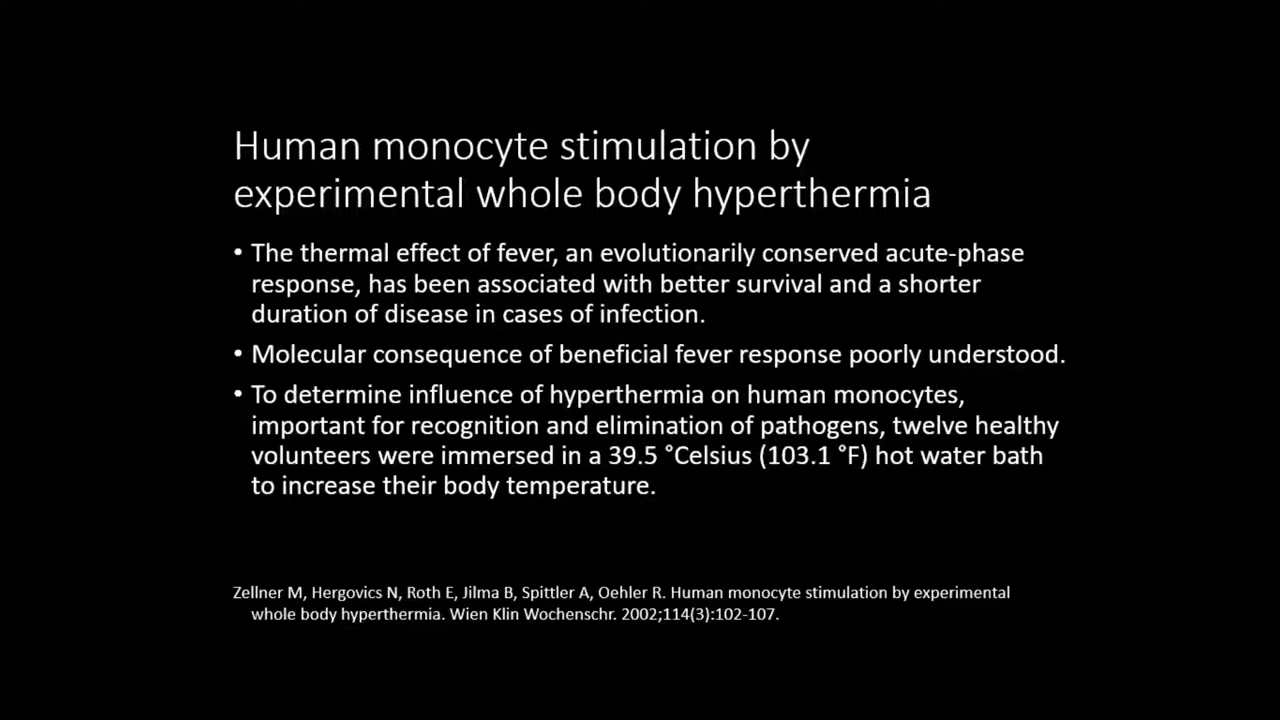 Human monocyte stimulation by
experimental whole body hyperthermia
• The thermal effect of fever, an evolutionarily conserved acute-phase
response, has been associated with better survival and a shorter
duration of disease in cases of infection.
• Molecular consequence of beneficial fever response poorly understood.
• To determine influence of hyperthermia on human monocytes,
important for recognition and elimination of pathogens, twelve healthy
volunteers were immersed in a 39.5 °Celsius (103.1 °F) hot water bath
to increase their body temperature.
Zellner M, Hergovics N, Roth E, Jilma B, Spittler A, Oehler R. Human monocyte stimulation by experimental
whole body hyperthermia. Wien Klin Wochenschr. 2002;114(3):102-107.